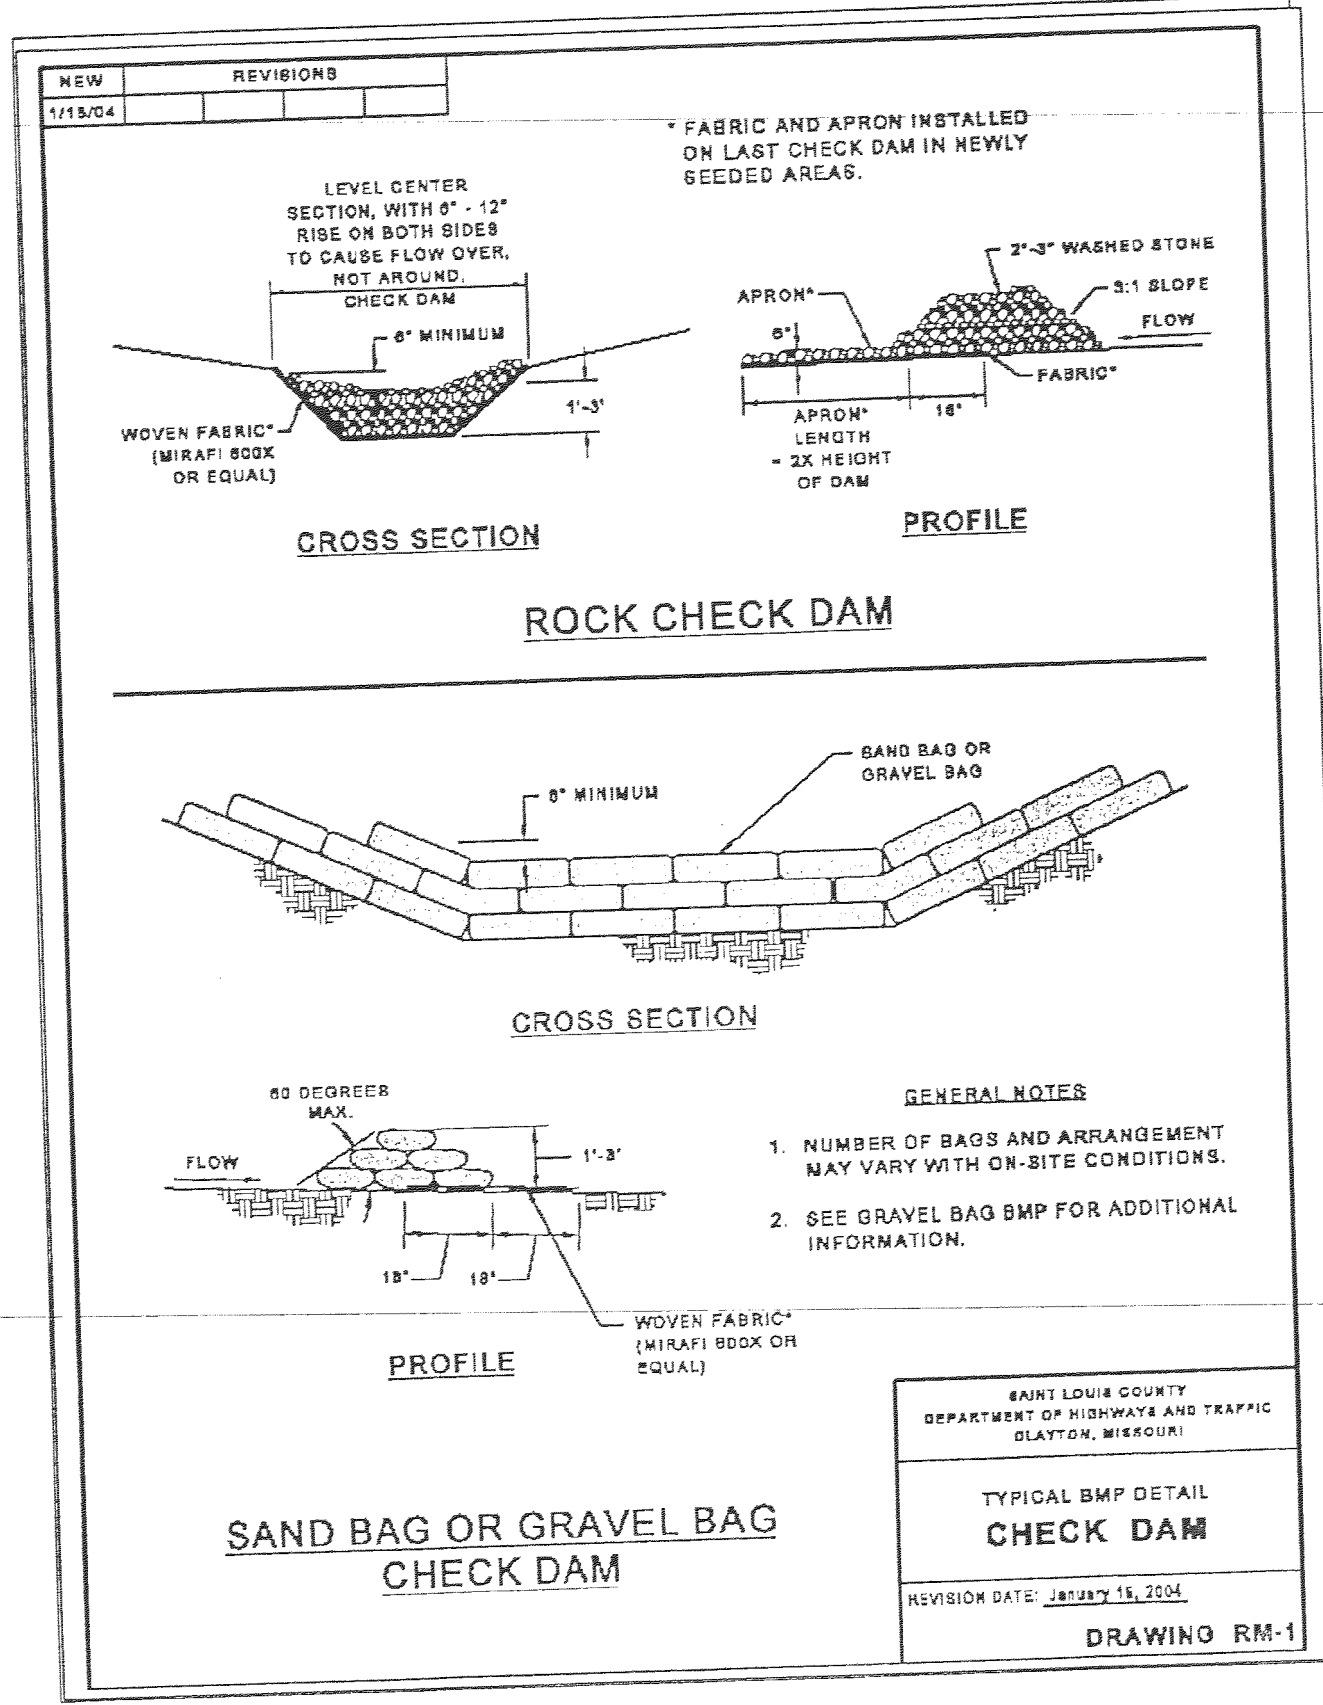 NEW
REVISIONS
1/15/04
* FABRIC AND APRON INSTALLED
ON LAST CHECK DAM IN NEWLY
SEEDED AREAS.
LEVEL CENTER
SECTION, WITH 6" - 12"
RISE ON BOTH SIDES
TO CAUSE FLOW OVER,
NOT AROUND,
CHECK DAM
6" MINIMUM
1'-3"
WOVEN FABRIC*
(MIRAFI 600X
OR EQUAL)
CROSS SECTION
2"-3" WASHED STONE
APRON*
3:1 SLOPE
6"
FLOW
FABRIC*
APRON*
LENGTH
= 2X HEIGHT
OF DAM
PROFILE
ROCK CHECK DAM
SAND BAG OR
GRAVEL BAG
6" MINIMUM
CROSS SECTION
60 DEGREES
MAX.
FLOW
1'-3"
18"
18"
WOVEN FABRIC*
(MIRAFI 600X OR
EQUAL)
PROFILE
GENERAL NOTES
1. NUMBER OF BAGS AND ARRANGEMENT
MAY VARY WITH ON-SITE CONDITIONS.
2. SEE GRAVEL BAG BMP FOR ADDITIONAL
INFORMATION.
SAND BAG OR GRAVEL BAG
CHECK DAM
SAINT LOUIS COUNTY
DEPARTMENT OF HIGHWAYS AND TRAFFIC
CLAYTON, MISSOURI
TYPICAL BMP DETAIL
CHECK DAM
REVISION DATE: January 15, 2004
DRAWING RM-1